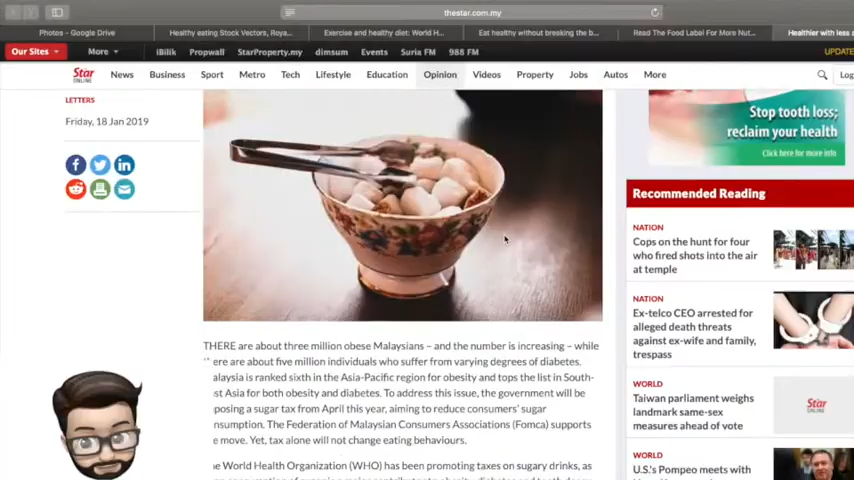 thestar.com.my
Photos – Google Drive
Healthy eating Stock Vectors, Roya...
Exercise and healthy diet: World H...
Eat healthy without breaking the b...
Read The Food Label For More Nut...
Healthier with less
Our Sites
More
iBilik
Propwall
StarProperty.my
dimsum
Events
Suria FM
988 FM
UPDATE
Star
ONLINE
News
Business
Sport
Metro
Tech
Lifestyle
Education
Opinion
Videos
Property
Jobs
Autos
More
Log
LETTERS
Friday, 18 Jan 2019
THERE are about three million obese Malaysians – and the number is increasing – while
ere are about five million individuals who suffer from varying degrees of diabetes.
alaysia is ranked sixth in the Asia-Pacific region for obesity and tops the list in South-
st Asia for both obesity and diabetes. To address this issue, the government will be
posing a sugar tax from April this year, aiming to reduce consumers' sugar
nsumption. The Federation of Malaysian Consumers Associations (Fomca) supports
e move. Yet, tax alone will not change eating behaviours.
e World Health Organization (WHO) has been promoting taxes on sugary drinks, as
Stop tooth loss;
reclaim your health
Click here for more info
Recommended Reading
NATION
Cops on the hunt for four
who fired shots into the air
at temple
NATION
Ex-telco CEO arrested for
alleged death threats
against ex-wife and family,
trespass
WORLD
Taiwan parliament weighs
landmark same-sex
measures ahead of vote
Star
WORLD
U.S.'s Pompeo meets with